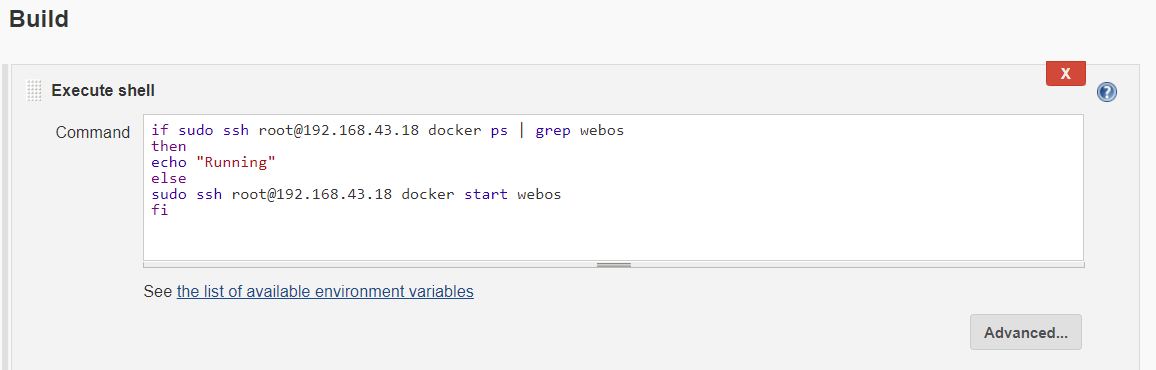 Build
X
Execute shell
?
Command
if sudo ssh root@192.168.43.18 docker ps | grep webos
then
echo "Running"
else
sudo ssh root@192.168.43.18 docker start webos
fi
See the list of available environment variables
Advanced...